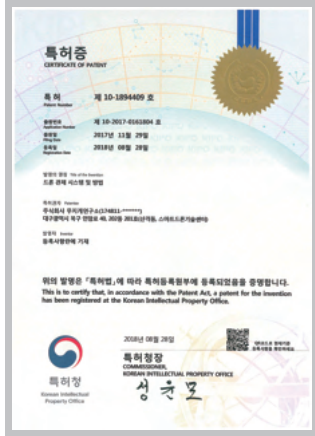 특허증
CERTIFICATE OF PATENT
특 허 제 10-1894409 호
Patent Number
출원번호 제 10-2017-0161804 호
Application Number
출원일 2017년 11월 29일
Filing Date
등록일 2018년 08월 28일
Registration Date
발명의 명칭 Title of the Invention
드론 관제 시스템 및 방법
특허권자 Patentee
주식회사 무지개연구소(174811-*******)
대구광역시 북구 연암로 40, 202동 201호(산격동, 스마트드론기술센터)
발명자 Inventor
등록사항란에 기재
위의 발명은 「특허법」에 따라 특허등록원부에 등록되었음을 증명합니다.
This is to certify that, in accordance with the Patent Act, a patent for the invention
has been registered at the Korean Intellectual Property Office.
2018년 08월 28일
특허청장
COMMISSIONER,
KOREAN INTELLECTUAL PROPERTY OFFICE
성윤모
특허청
Korean Intellectual
Property Office